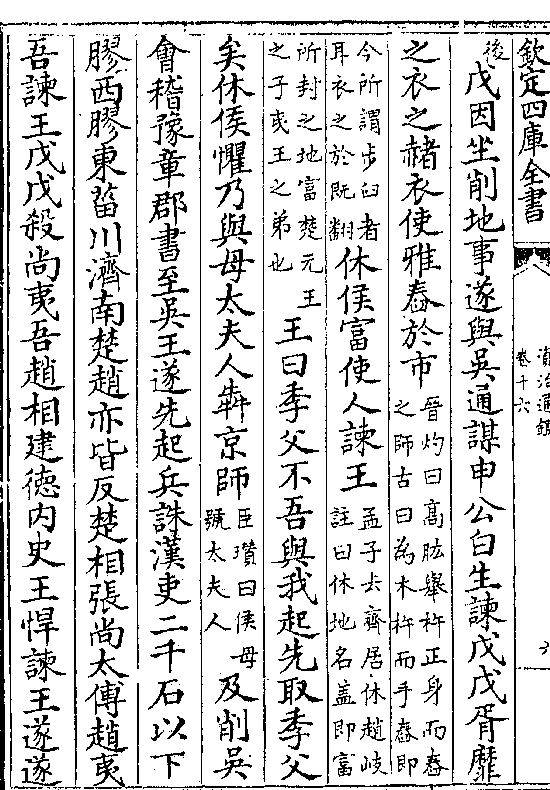 欽定四庫全書
資治通鑑
卷十六
六
後戊因坐削地事遂與吳通謀申公白生諫戊戊胥靡
之衣之赭衣使雅舂於市
晉灼曰髙肱舉杵正身而舂
之師古曰為木杵而手舂即
今所謂步臼者
耳衣之於既翻
休侯富使人諫王
孟子去齊居休趙岐
註曰休地名盖即富
所封之地富楚元王
之子夷王之弟也
王曰季父不吾與我起先取季父
矣休侯懼乃與母太夫人犇京師
臣瓚曰侯母
號太夫人
及削吳
會稽豫章郡書至吳王遂先起兵誅漢吏二千石以下
膠西膠東菑川濟南楚趙亦皆反楚相張尚太傅趙夷
吾諫王戊戊殺尚夷吾趙相建德内史王悍諫王遂遂